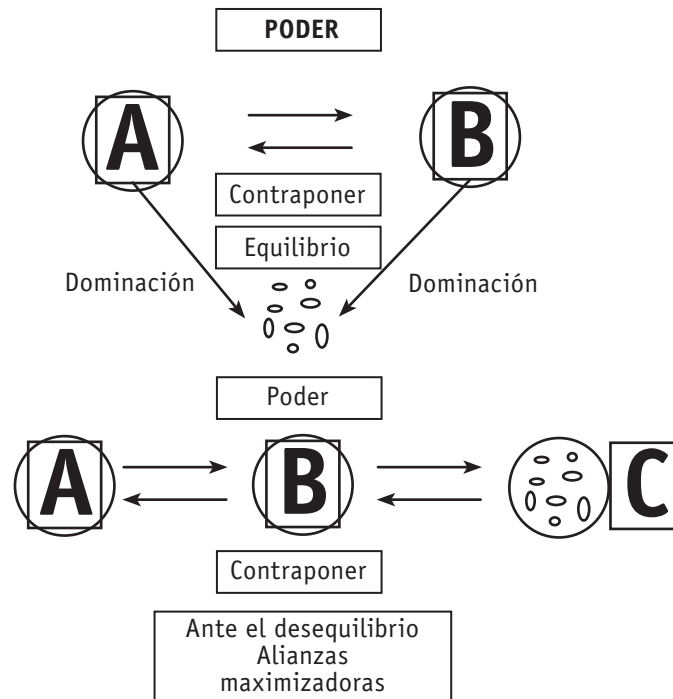 PODER
A
B
Contraponer
Equilibrio
Dominación
Dominación
Poder
A
B
C
Contraponer
Ante el desequilibrio
Alianzas
maximizadoras